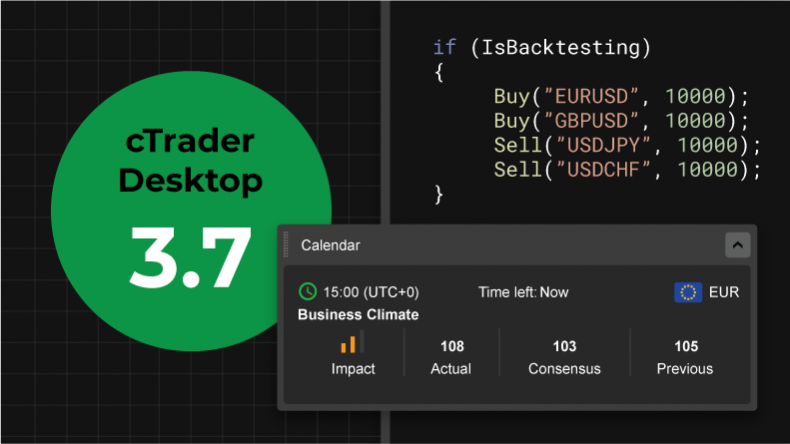 cTrader
Desktop
3.7
if (IsBacktesting)
{
Buy(”EURUSD”, 10000);
Buy(”GBPUSD”, 10000);
Sell(”USDJPY”, 10000);
Sell(”USDCHF”, 10000);
}
Calendar
15:00 (UTC+0) Time left: Now EUR
Business Climate
108 103 105
Impact Actual Consensus Previous